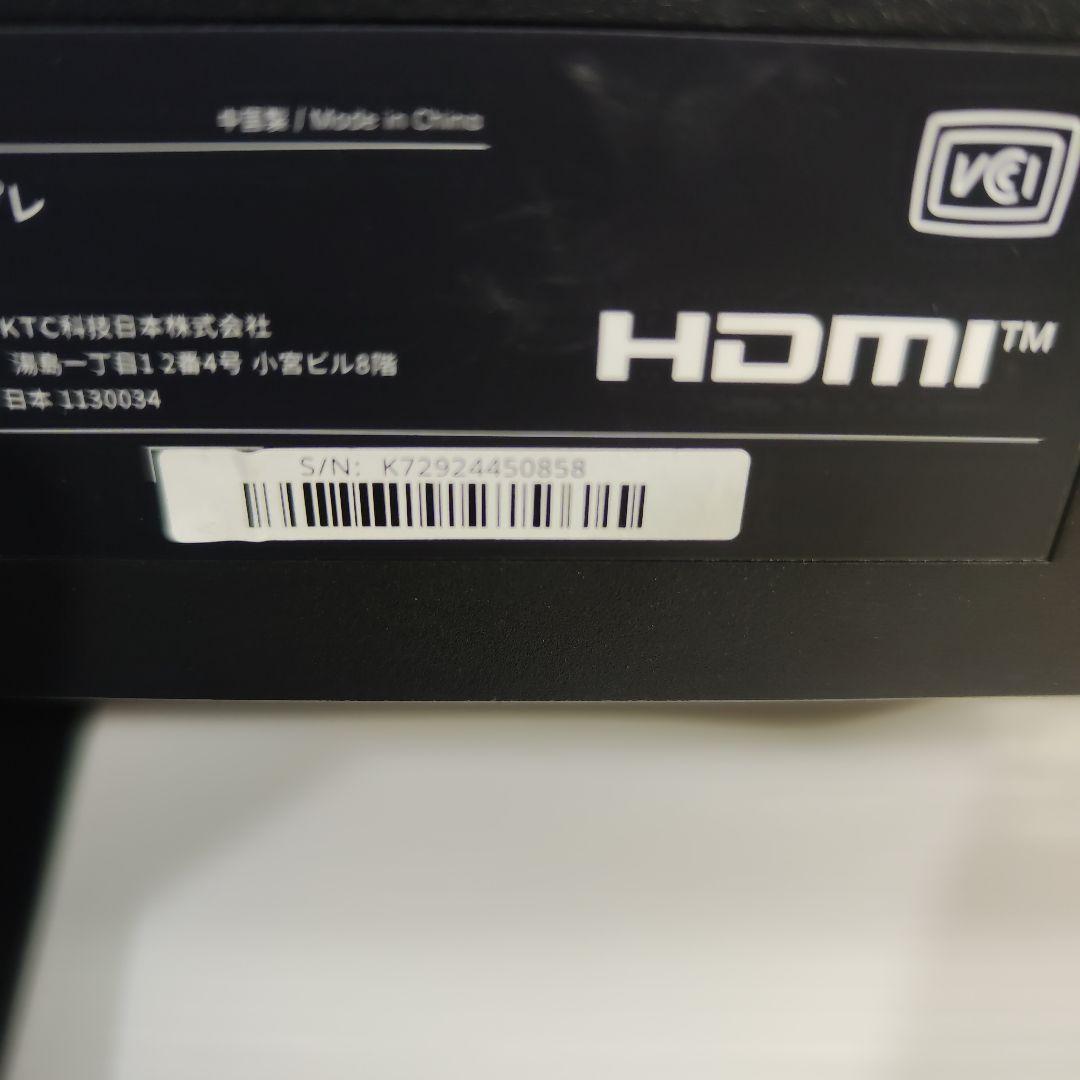 中国製 / Made in China
プレ
VCCI
KTC科技日本株式会社
湯島一丁目12番4号 小宮ビル8階
日本 1130034
HDMI™
S/N: K72924450858